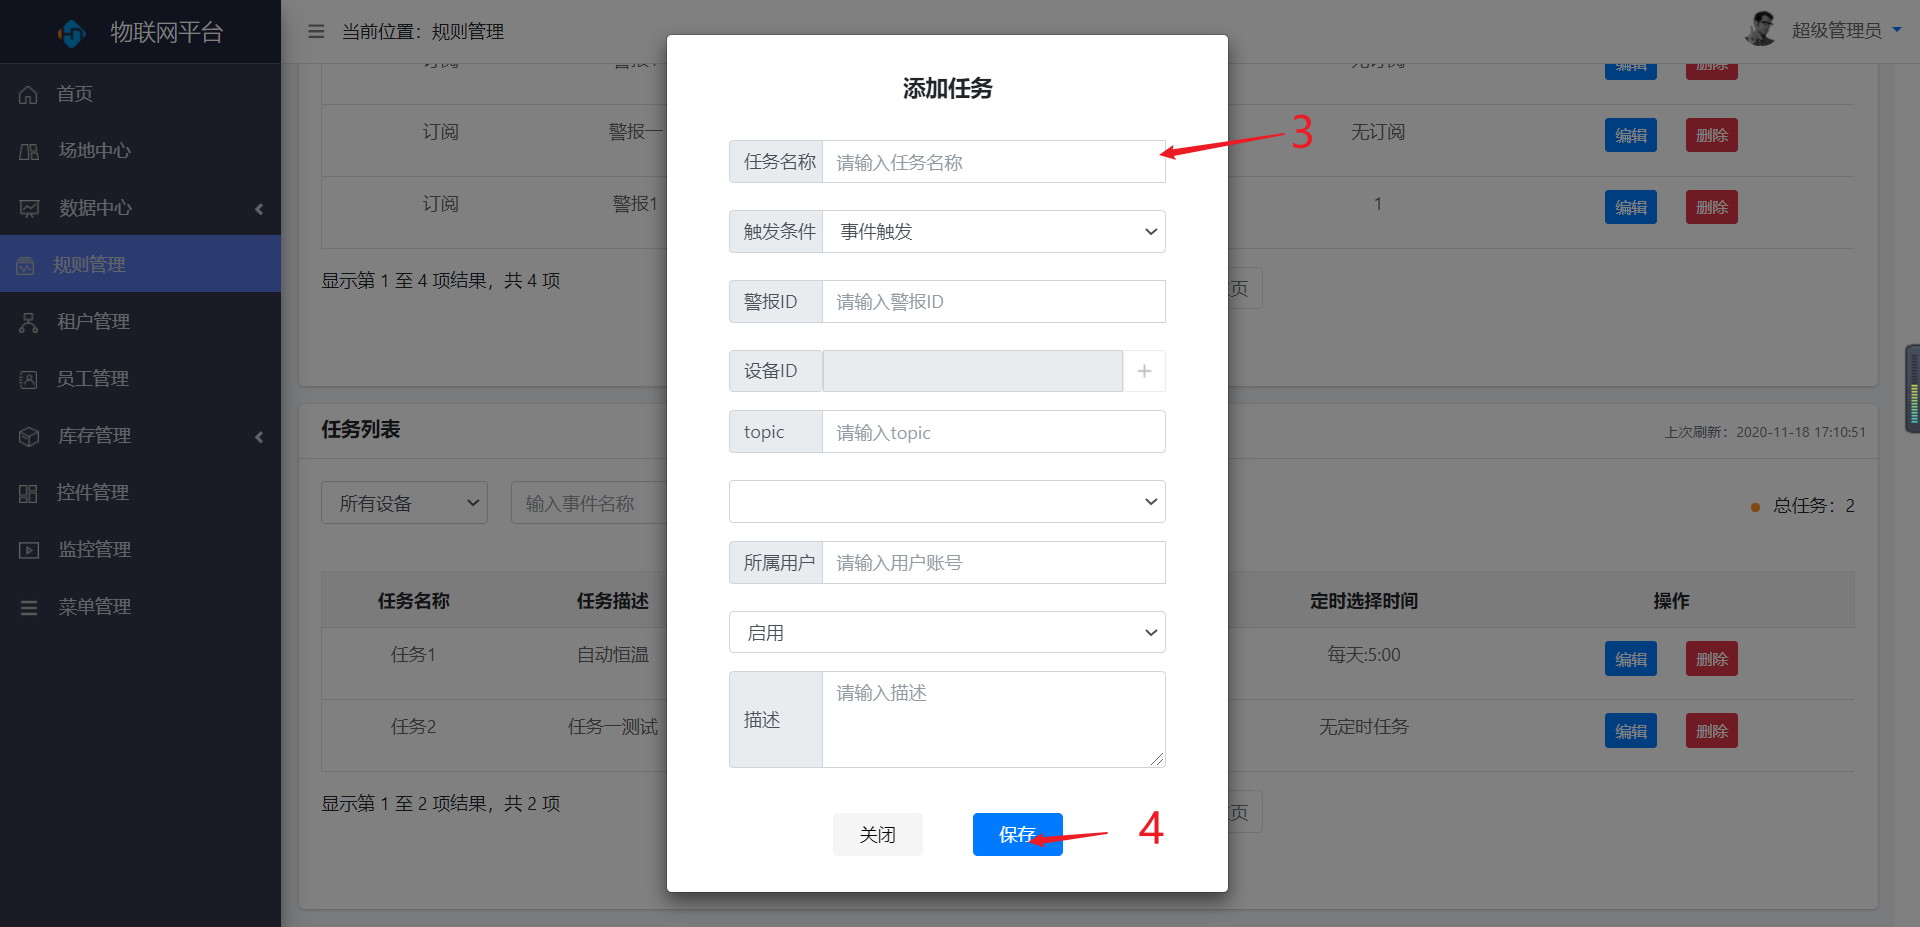 物联网平台
当前位置：规则管理
超级管理员
首页
场地中心
数据中心
规则管理
租户管理
员工管理
库存管理
控件管理
监控管理
菜单管理
订阅
编辑 删除
订阅 警报一 无订阅 编辑 删除
订阅 警报1 1 编辑 删除
显示第 1 至 4 项结果，共 4 项
页
任务列表
上次刷新：2020-11-18 17:10:51
所有设备
输入事件名称
总任务：2
任务名称 任务描述 定时选择时间 操作
任务1 自动恒温 每天:5:00 编辑 删除
任务2 任务一测试 无定时任务 编辑 删除
显示第 1 至 2 项结果，共 2 项
页
添加任务
任务名称 请输入任务名称
3
触发条件 事件触发
警报ID 请输入警报ID
设备ID +
topic 请输入topic
所属用户 请输入用户账号
启用
描述 请输入描述
关闭 保存
4